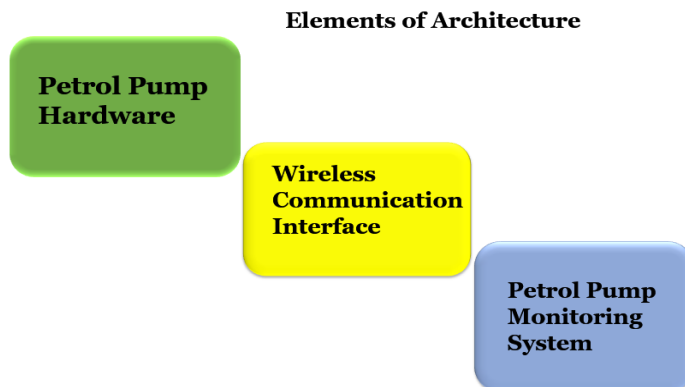 Elements of Architecture
Petrol Pump
Hardware
Wireless
Communication
Interface
Petrol Pump
Monitoring
System